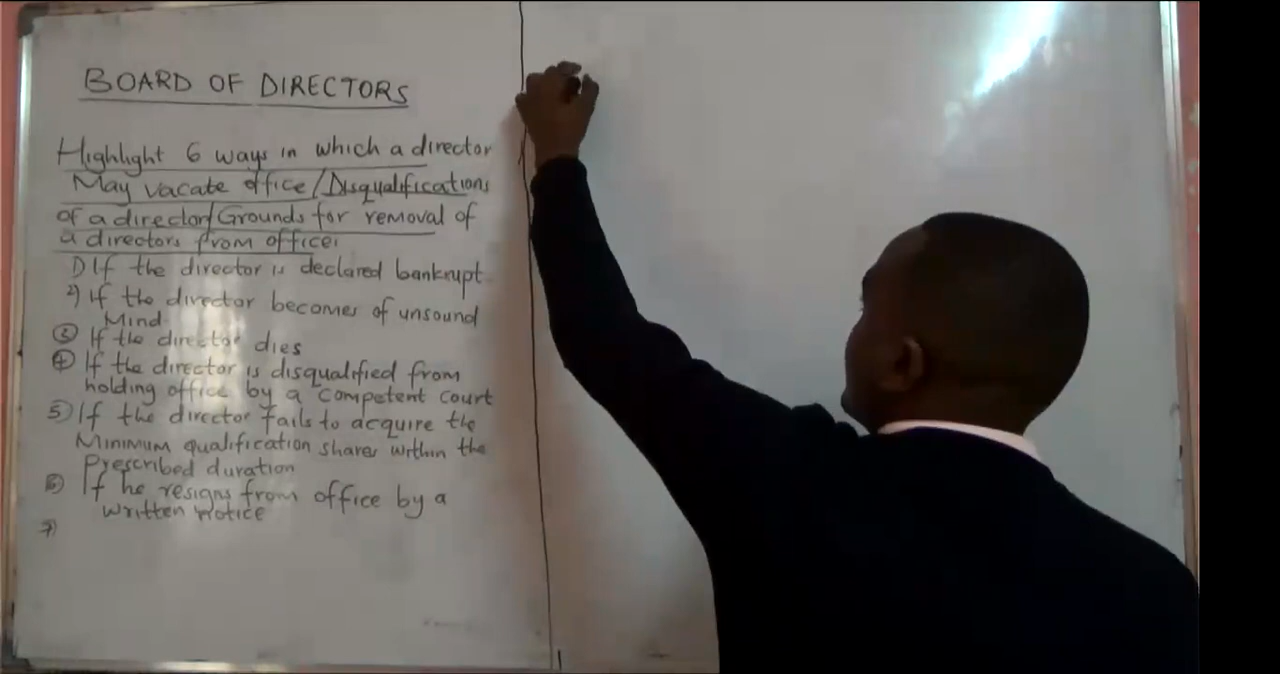 BOARD OF DIRECTORS
Highlight 6 ways in which a director
May vacate office/Disqualifications
of a director/Grounds for removal of
a directors from office.
1) If the director is declared bankrupt.
2) If the director becomes of unsound
Mind.
③ If the director dies
④ If the director is disqualified from
holding office by a competent court
5) If the director fails to acquire the
Minimum qualification shares within the
Prescribed duration
⑥ If he resigns from office by a
written notice
7)